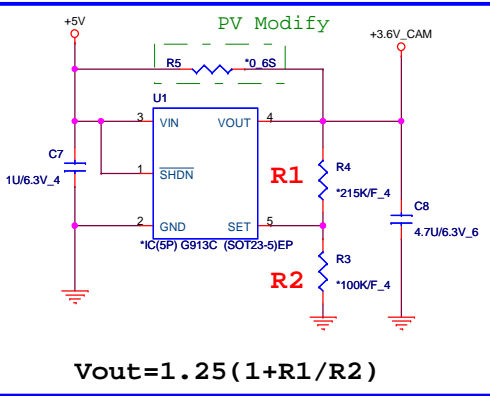 +5V
PV Modify
+3.6V_CAM
R5
*0_6S
U1
3
VIN
VOUT
4
C7
1U/6.3V_4
1
SHDN
R1
R4
*215K/F_4
C8
4.7U/6.3V_6
2
GND
SET
5
*IC(5P) G913C (SOT23-5)EP
R2
R3
*100K/F_4
Vout=1.25(1+R1/R2)